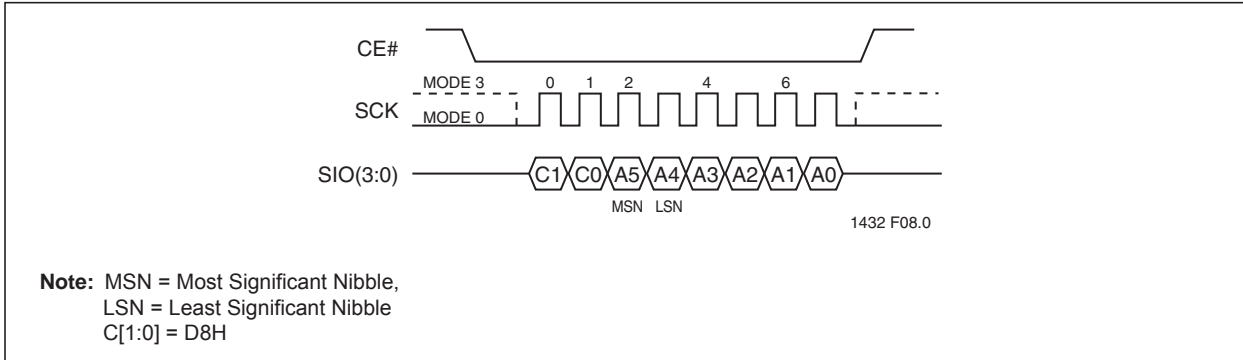 CE#
MODE 3 0 1 2 4 6
SCK
MODE 0
SIO(3:0) C1 C0 A5 A4 A3 A2 A1 A0
MSN LSN
1432 F08.0
Note: MSN = Most Significant Nibble,
LSN = Least Significant Nibble
C[1:0] = D8H